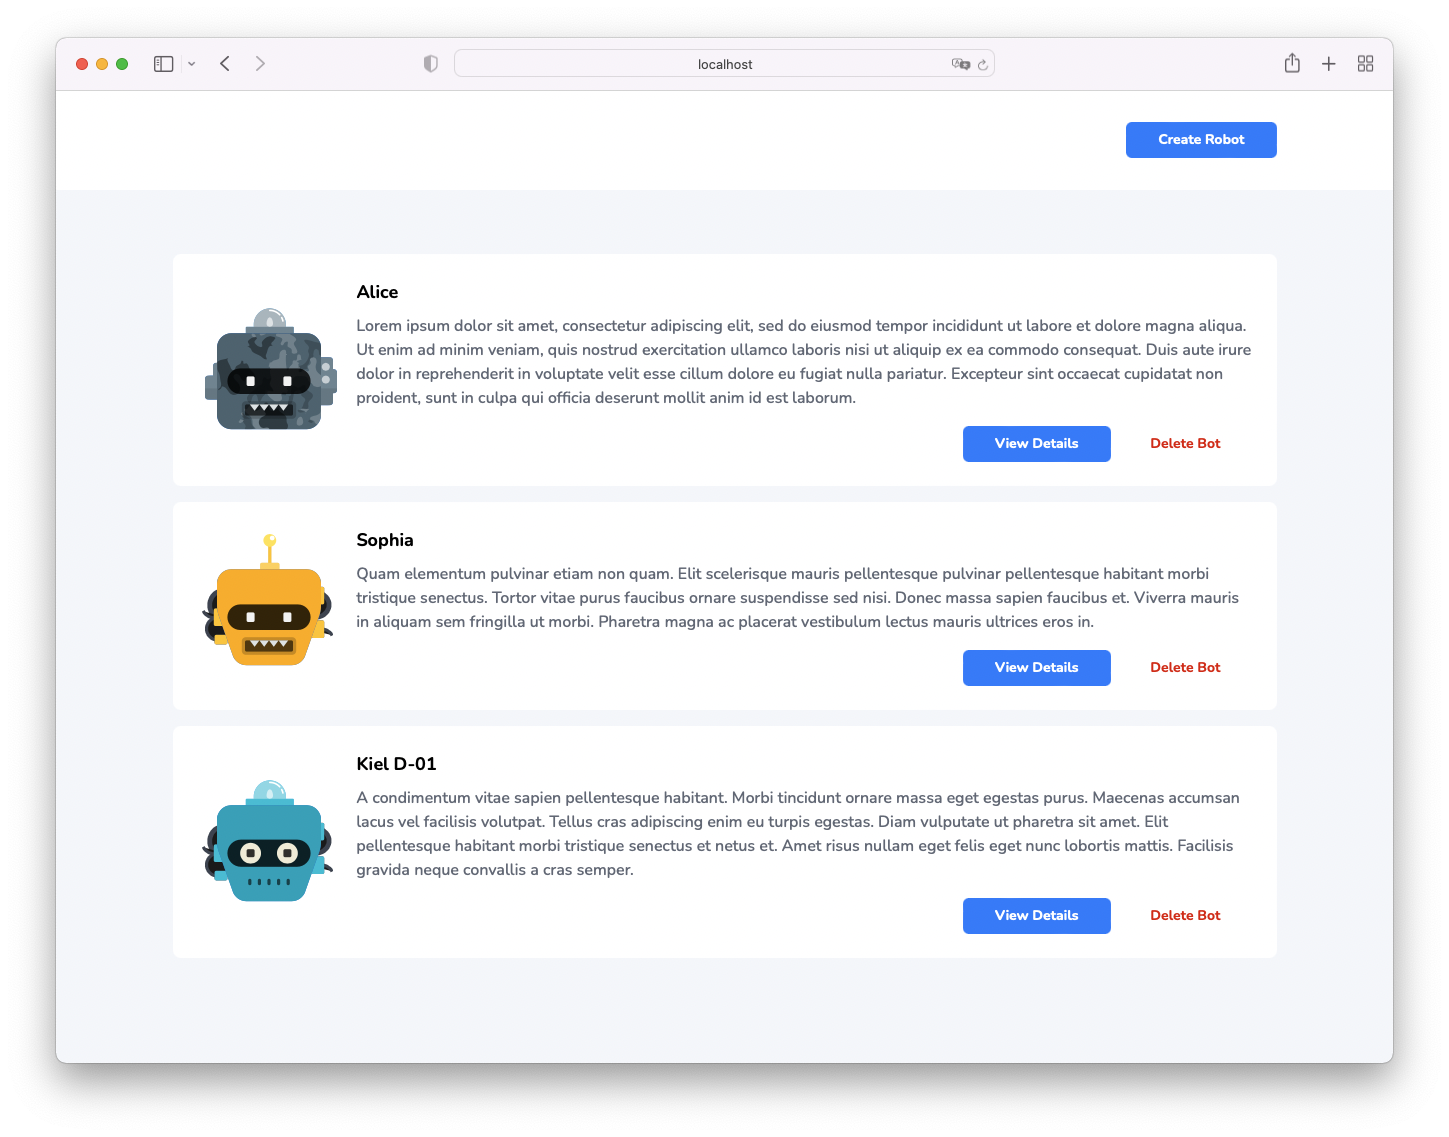 localhost
Create Robot
Alice
Lorem ipsum dolor sit amet, consectetur adipiscing elit, sed do eiusmod tempor incididunt ut labore et dolore magna aliqua.
Ut enim ad minim veniam, quis nostrud exercitation ullamco laboris nisi ut aliquip ex ea commodo consequat. Duis aute irure
dolor in reprehenderit in voluptate velit esse cillum dolore eu fugiat nulla pariatur. Excepteur sint occaecat cupidatat non
proident, sunt in culpa qui officia deserunt mollit anim id est laborum.
View Details
Delete Bot
Sophia
Quam elementum pulvinar etiam non quam. Elit scelerisque mauris pellentesque pulvinar pellentesque habitant morbi
tristique senectus. Tortor vitae purus faucibus ornare suspendisse sed nisi. Donec massa sapien faucibus et. Viverra mauris
in aliquam sem fringilla ut morbi. Pharetra magna ac placerat vestibulum lectus mauris ultrices eros in.
View Details
Delete Bot
Kiel D-01
A condimentum vitae sapien pellentesque habitant. Morbi tincidunt ornare massa eget egestas purus. Maecenas accumsan
lacus vel facilisis volutpat. Tellus cras adipiscing enim eu turpis egestas. Diam vulputate ut pharetra sit amet. Elit
pellentesque habitant morbi tristique senectus et netus et. Amet risus nullam eget felis eget nunc lobortis mattis. Facilisis
gravida neque convallis a cras semper.
View Details
Delete Bot